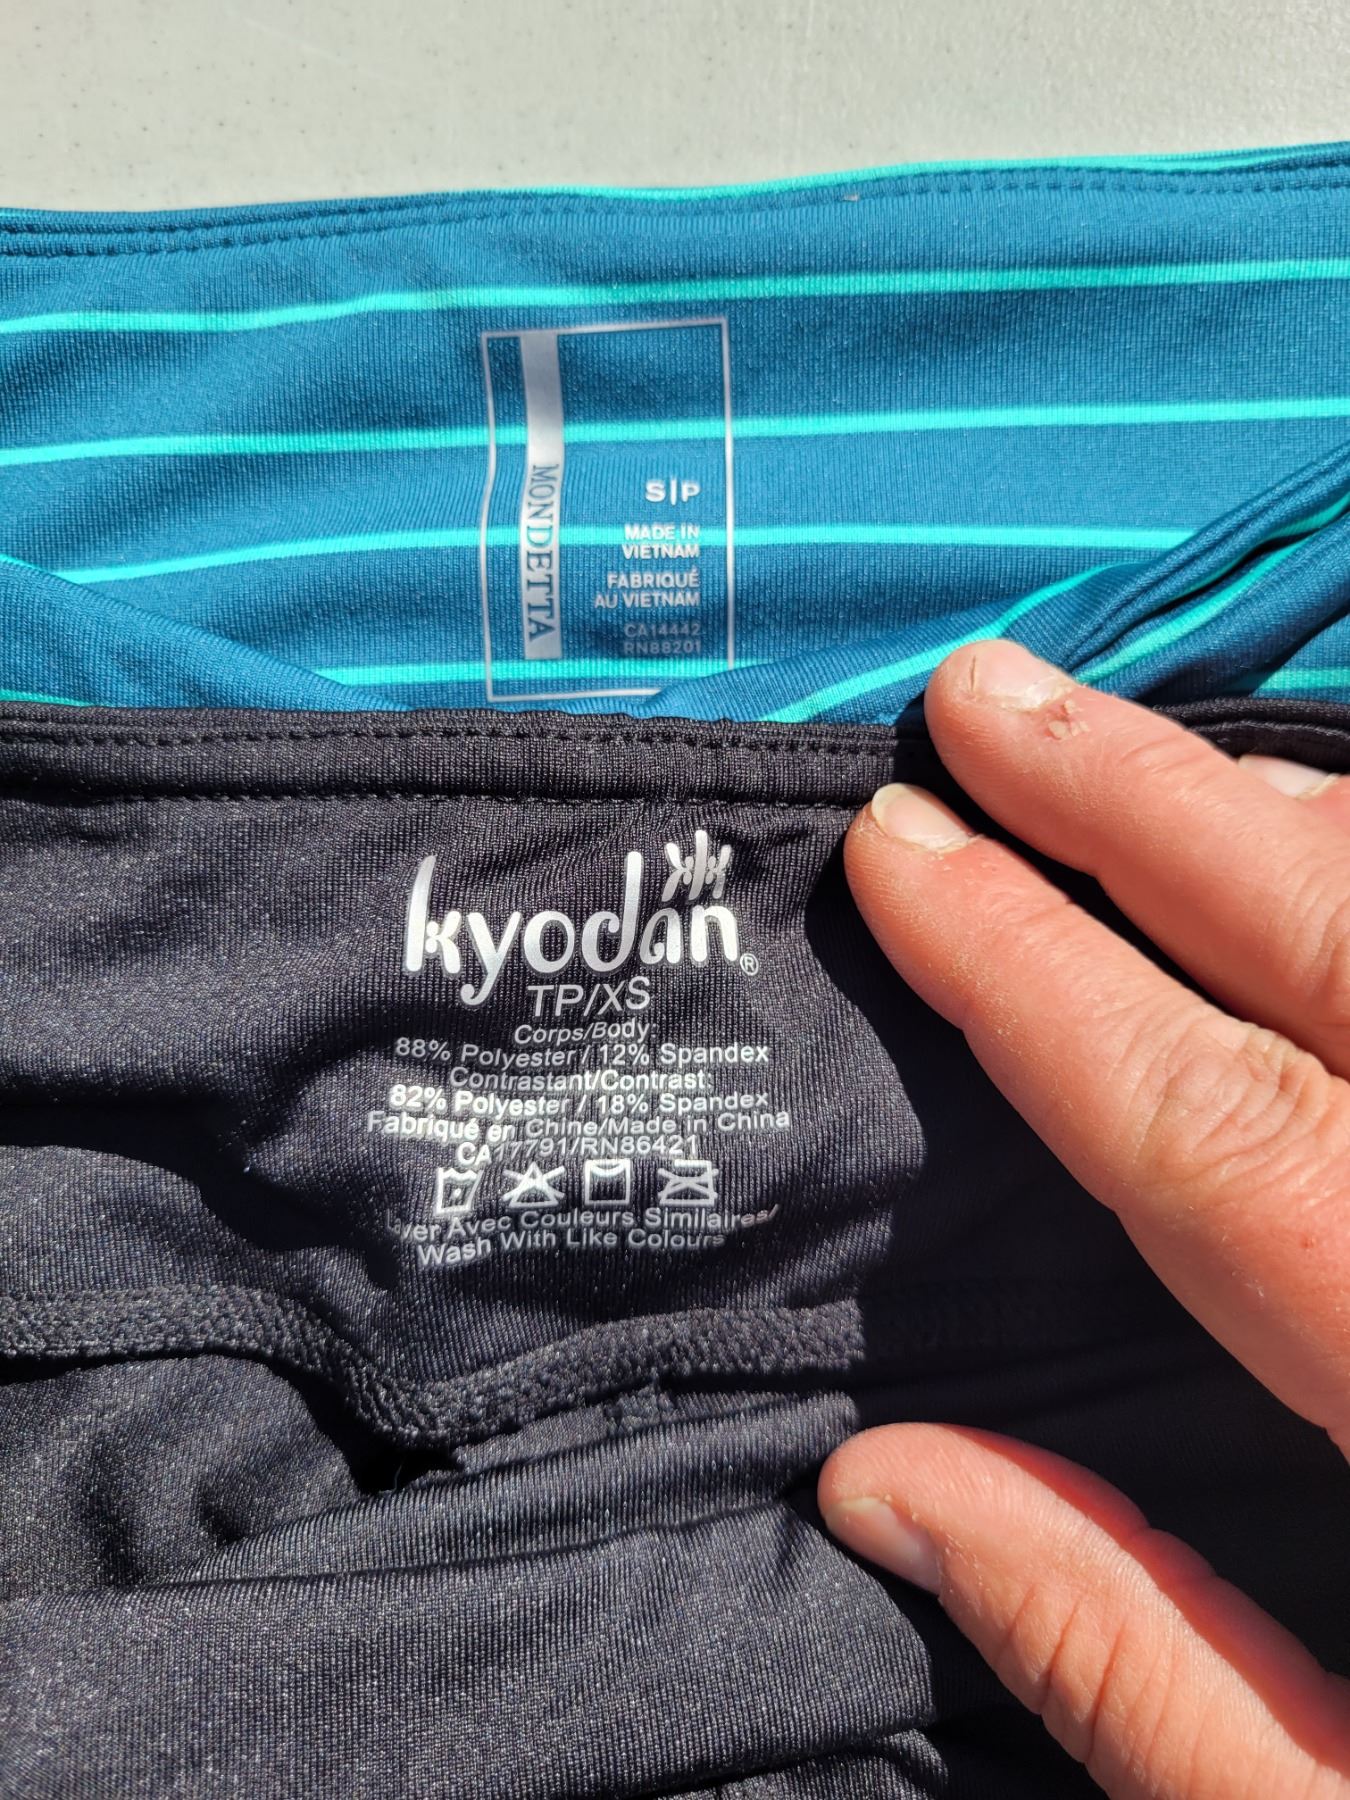 MONDETTA
S|P
MADE IN
VIETNAM
FABRIQUÉ
AU VIETNAM
CA14442
RN88201
kyodan®
TP/XS
Corps/Body
88% Polyester / 12% Spandex
Contrastant/Contrast:
82% Polyester / 18% Spandex
Fabriqué en Chine/Made in China
CA17791/RN86421
Laver Avec Couleurs Similaires/
Wash With Like Colours